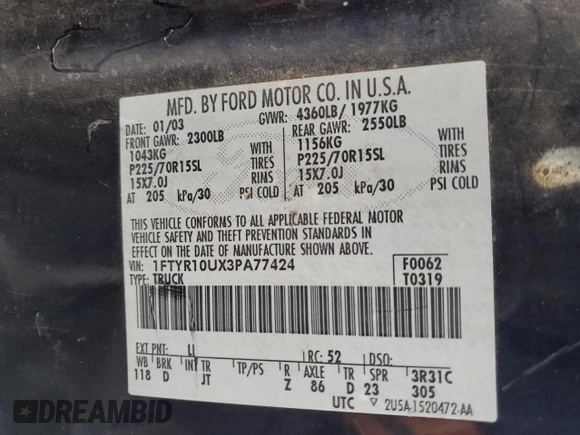 MFD. BY FORD MOTOR CO. IN U.S.A.
DATE: 01/03 GVWR: 4360LB/ 1977KG
FRONT GAWR: 2300LB REAR GAWR: 2550LB
1043KG WITH 1156KG WITH
P225/70R15SL TIRES P225/70R15SL TIRES
15X7.0J RIMS 15X7.0J RIMS
AT 205 kPa/30 PSI COLD AT 205 kPa/30 PSI COLD
THIS VEHICLE CONFORMS TO ALL APPLICABLE FEDERAL MOTOR
VEHICLE SAFETY AND THEFT PREVENTION STANDARDS IN
EFFECT ON THE DATE OF MANUFACTURE SHOWN ABOVE.
VIN: 1FTYR10UX3PA77424 F0062
TYPE: TRUCK T0319
EXT PNT: RC: 52 DSO:
WB BRK INT TR TP/PS R AXLE TR SPR 3R31C
118 D JT Z 86 D 23 305
UTC ▽ 2U5A-1520472-AA
DREAMBID